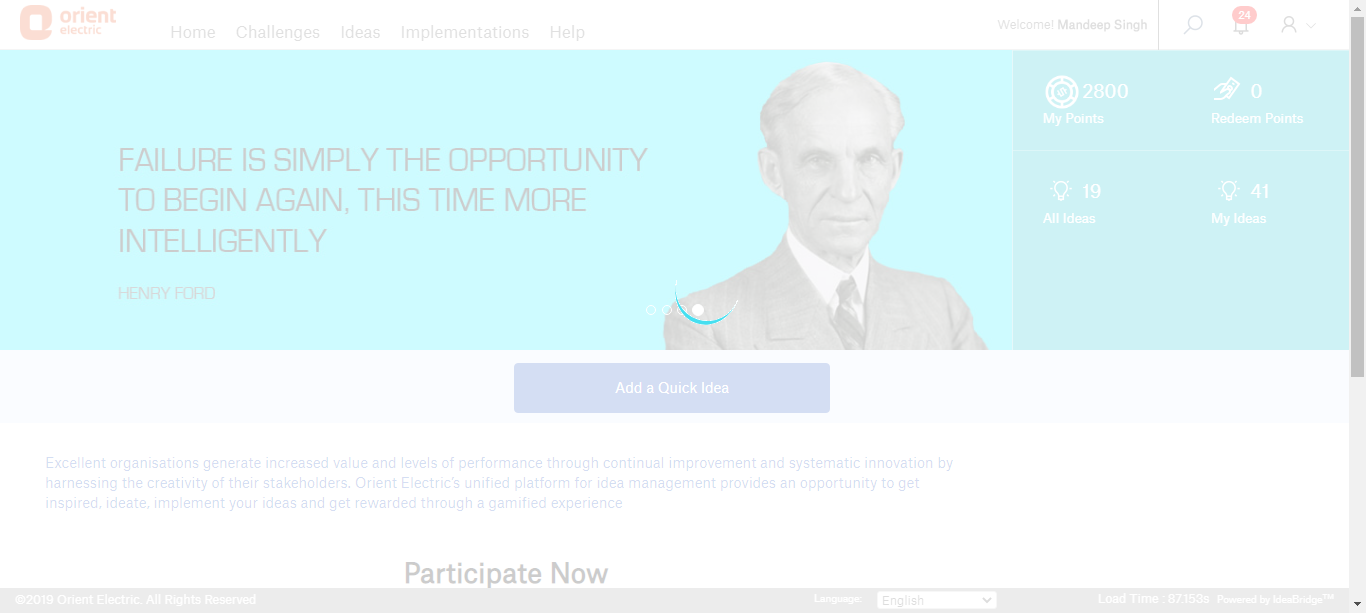 orient
electric
Home Challenges Ideas Implementations Help
Welcome! Mandeep Singh
24
FAILURE IS SIMPLY THE OPPORTUNITY
TO BEGIN AGAIN, THIS TIME MORE
INTELLIGENTLY
HENRY FORD
2800
My Points
0
Redeem Points
19
All Ideas
41
My Ideas
Add a Quick Idea
Excellent organisations generate increased value and levels of performance through continual improvement and systematic innovation by
harnessing the creativity of their stakeholders. Orient Electric's unified platform for idea management provides an opportunity to get
inspired, ideate, implement your ideas and get rewarded through a gamified experience
Participate Now
©2019 Orient Electric. All Rights Reserved
Language: English
Load Time : 87.153s Powered by IdeaBridge™